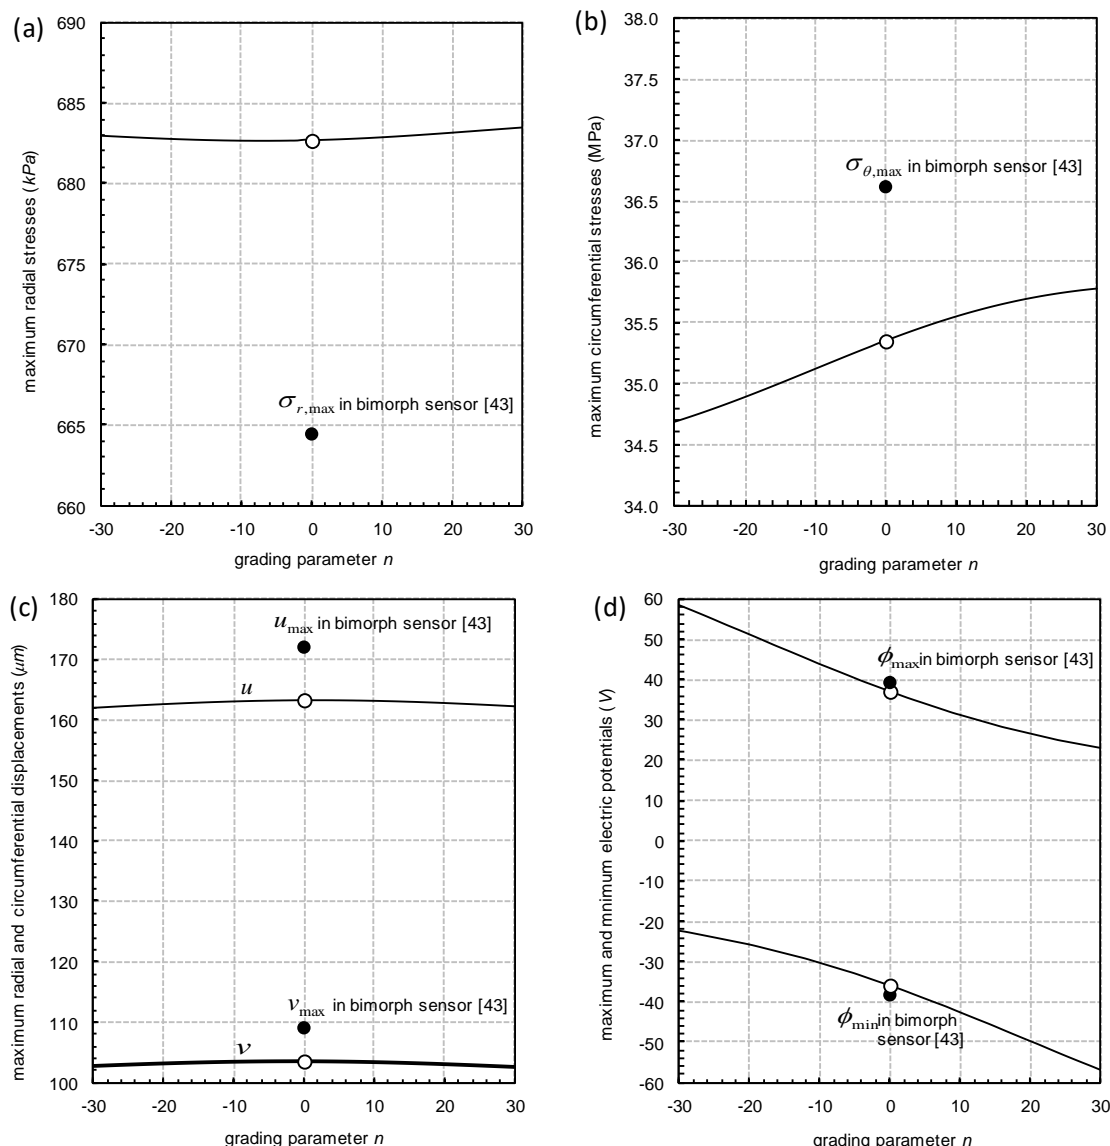 (a)
690
685
680
675
670
665
660
maximum radial stresses (kPa)
σr,max in bimorph sensor [43]
-30 -20 -10 0 10 20 30
grading parameter n
(b)
38.0
37.5
37.0
36.5
36.0
35.5
35.0
34.5
34.0
maximum circumferential stresses (MPa)
σθ,max in bimorph sensor [43]
-30 -20 -10 0 10 20 30
grading parameter n
(c)
180
170
160
150
140
130
120
110
100
maximum radial and circumferential displacements (μm)
umax in bimorph sensor [43]
u
vmax in bimorph sensor [43]
v
-30 -20 -10 0 10 20 30
grading parameter n
(d)
60
50
40
30
20
10
0
-10
-20
-30
-40
-50
-60
maximum and mnimum electric potentials (V)
ϕmax in bimorph sensor [43]
ϕmin in bimorph
sensor [43]
-30 -20 -10 0 10 20 30
grading parameter n